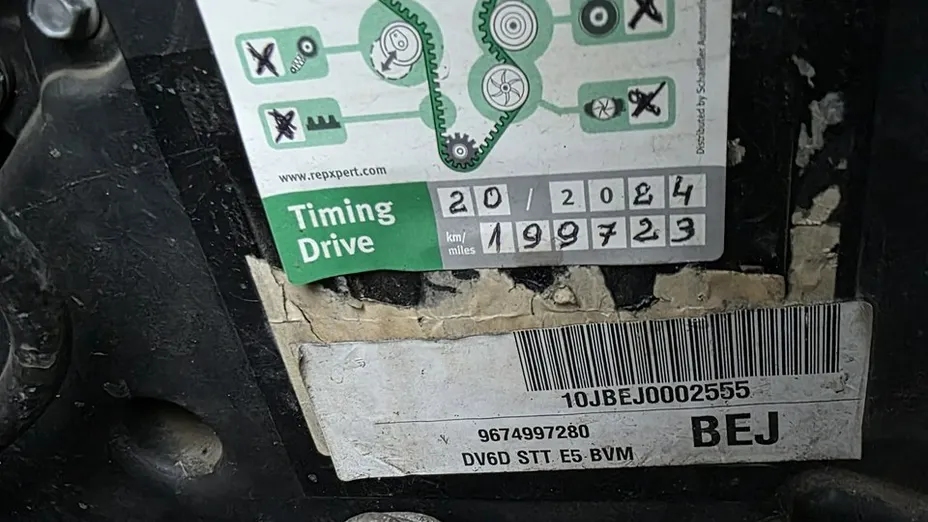 Distributed by Schaeffler Automotive
www.repxpert.com
Timing
Drive
20 / 2024
km/
miles
199723
10JBEJ0002555
9674997280
BEJ
DV6D STT E5 BVM